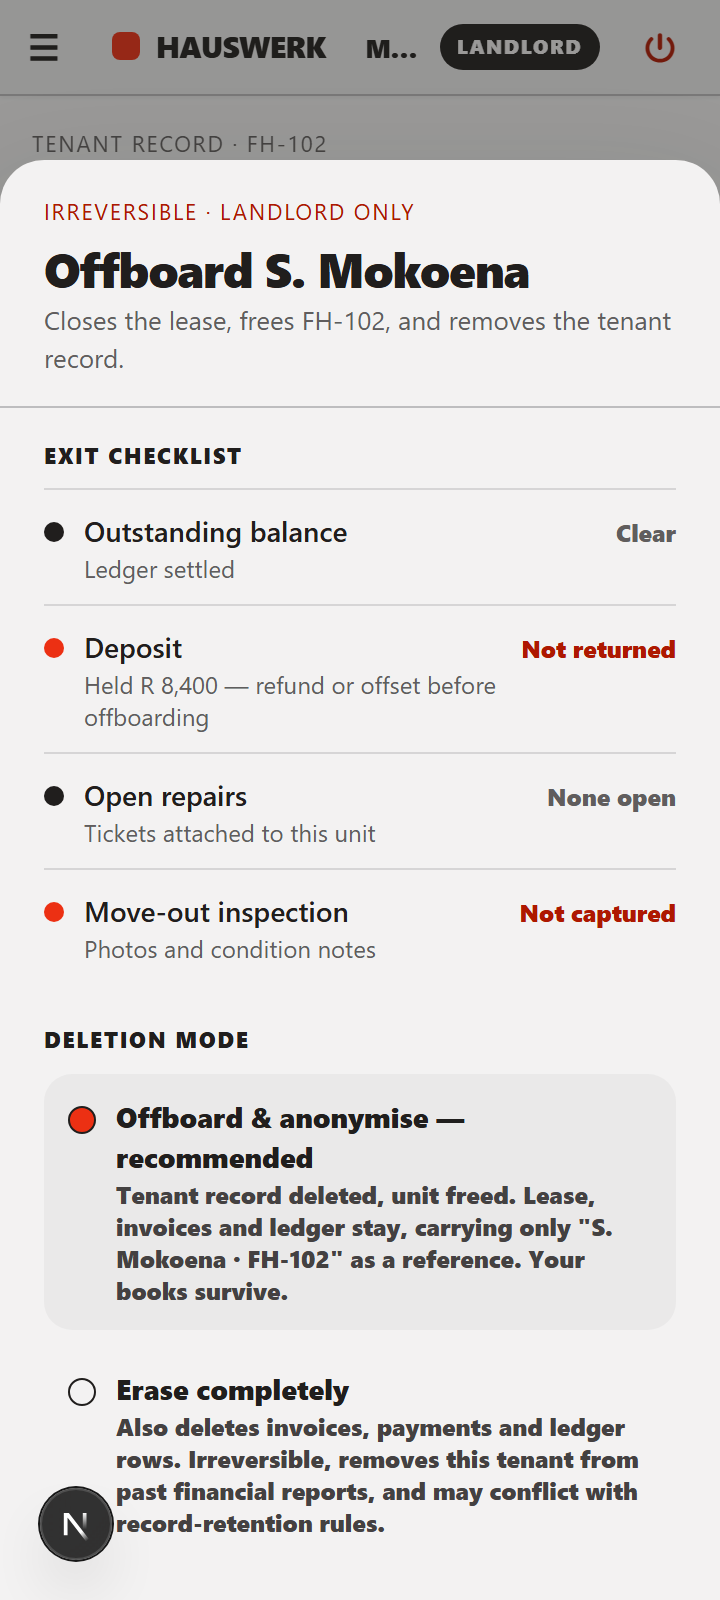 HAUSWERK M... LANDLORD
TENANT RECORD · FH-102
IRREVERSIBLE · LANDLORD ONLY
Offboard S. Mokoena
Closes the lease, frees FH-102, and removes the tenant
record.
EXIT CHECKLIST
Outstanding balance Clear
Ledger settled
Deposit Not returned
Held R 8,400 — refund or offset before
offboarding
Open repairs None open
Tickets attached to this unit
Move-out inspection Not captured
Photos and condition notes
DELETION MODE
Offboard & anonymise —
recommended
Tenant record deleted, unit freed. Lease,
invoices and ledger stay, carrying only "S.
Mokoena · FH-102" as a reference. Your
books survive.
Erase completely
Also deletes invoices, payments and ledger
rows. Irreversible, removes this tenant from
past financial reports, and may conflict with
record-retention rules.
N